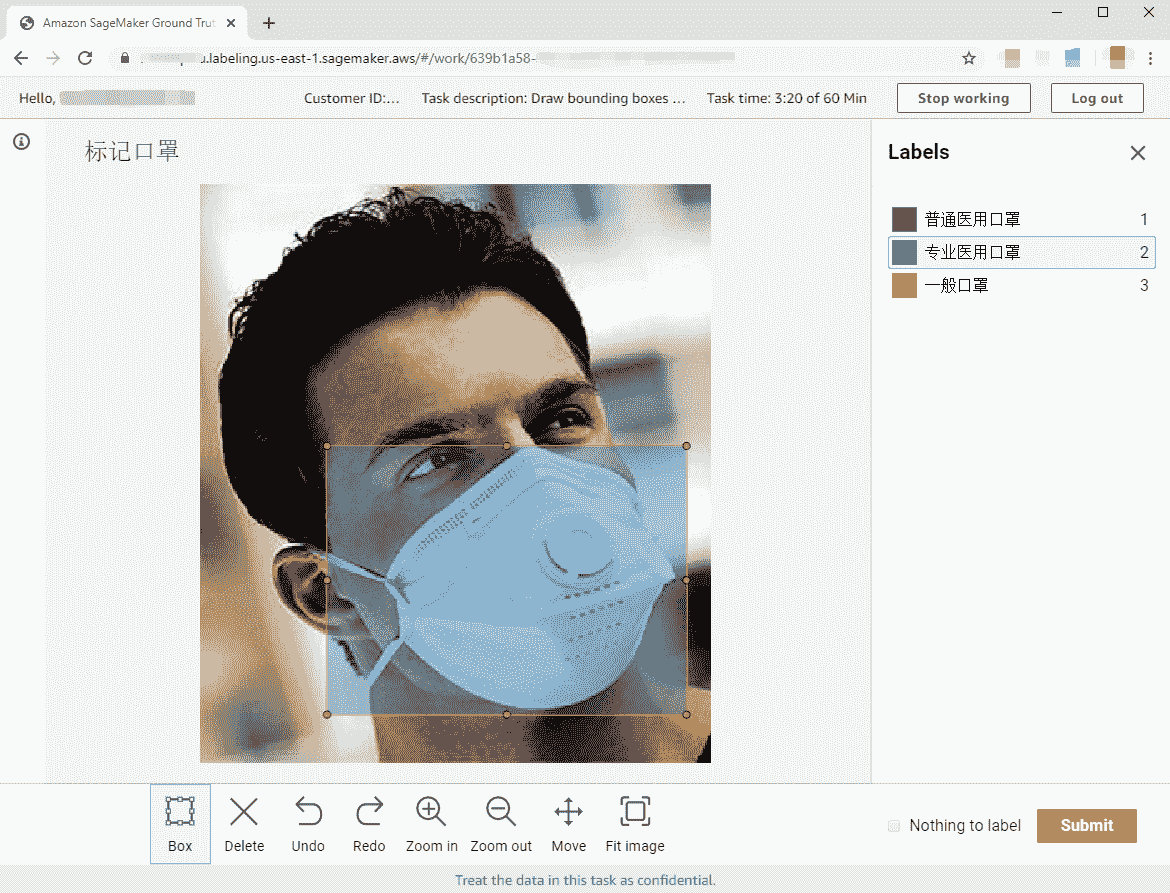 Amazon SageMaker Ground Trut
.labeling.us-east-1.sagemaker.aws/#/work/639b1a58-
Hello,
Customer ID:...
Task description: Draw bounding boxes ...
Task time: 3:20 of 60 Min
Stop working
Log out
标记口罩
Labels
普通医用口罩 1
专业医用口罩 2
一般口罩 3
Box
Delete
Undo
Redo
Zoom in
Zoom out
Move
Fit image
Nothing to label
Submit
Treat the data in this task as confidential.